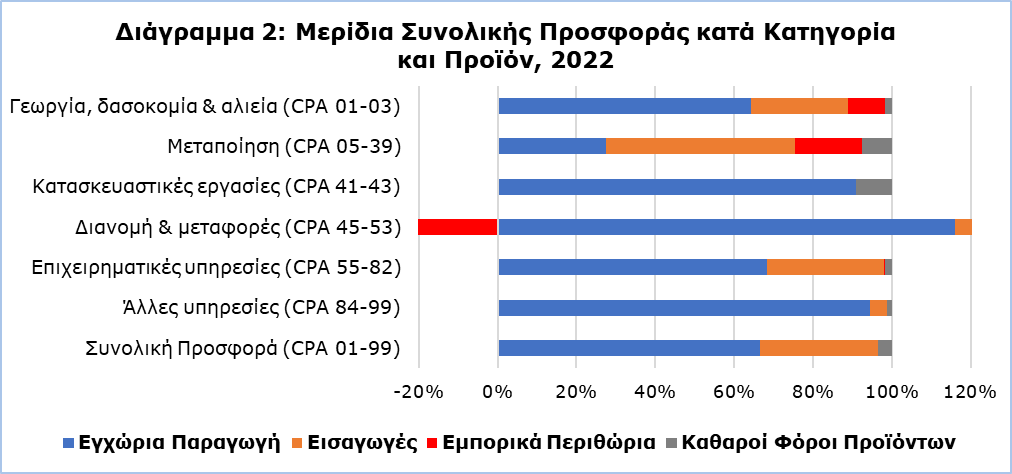 Διάγραμμα 2: Μερίδια Συνολικής Προσφοράς κατά Κατηγορία
και Προϊόν, 2022
Γεωργία, δασοκομία & αλιεία (CPA 01-03)
Μεταποίηση (CPA 05-39)
Κατασκευαστικές εργασίες (CPA 41-43)
Διανομή & μεταφορές (CPA 45-53)
Επιχειρηματικές υπηρεσίες (CPA 55-82)
Άλλες υπηρεσίες (CPA 84-99)
Συνολική Προσφορά (CPA 01-99)
-20% 0% 20% 40% 60% 80% 100% 120%
Εγχώρια Παραγωγή Εισαγωγές Εμπορικά Περιθώρια Καθαροί Φόροι Προϊόντων